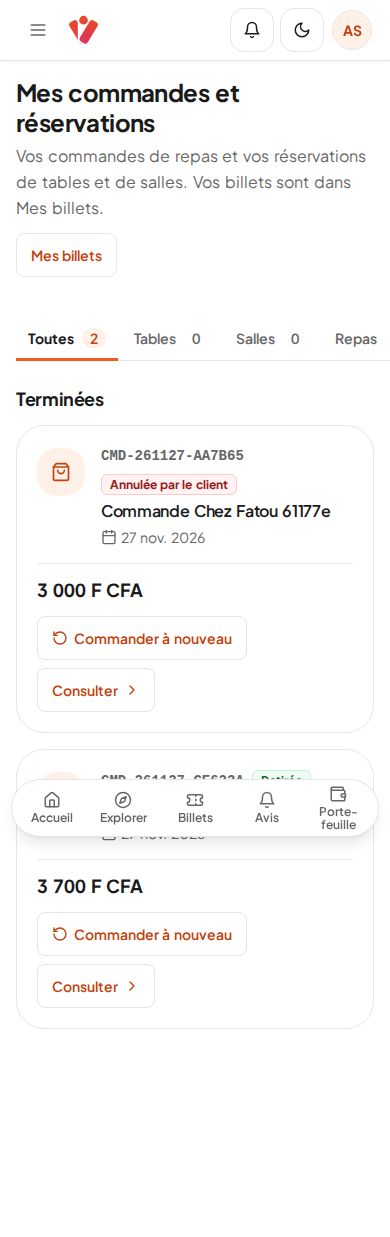 AS
Mes commandes et
réservations
Vos commandes de repas et vos réservations
de tables et de salles. Vos billets sont dans
Mes billets.
Mes billets
Toutes 2 Tables 0 Salles 0 Repas
Terminées
CMD-261127-AA7B65
Annulée par le client
Commande Chez Fatou 61177e
27 nov. 2026
3 000 F CFA
Commander à nouveau
Consulter
Accueil Explorer Billets Avis Porte-
feuille
3 700 F CFA
Commander à nouveau
Consulter